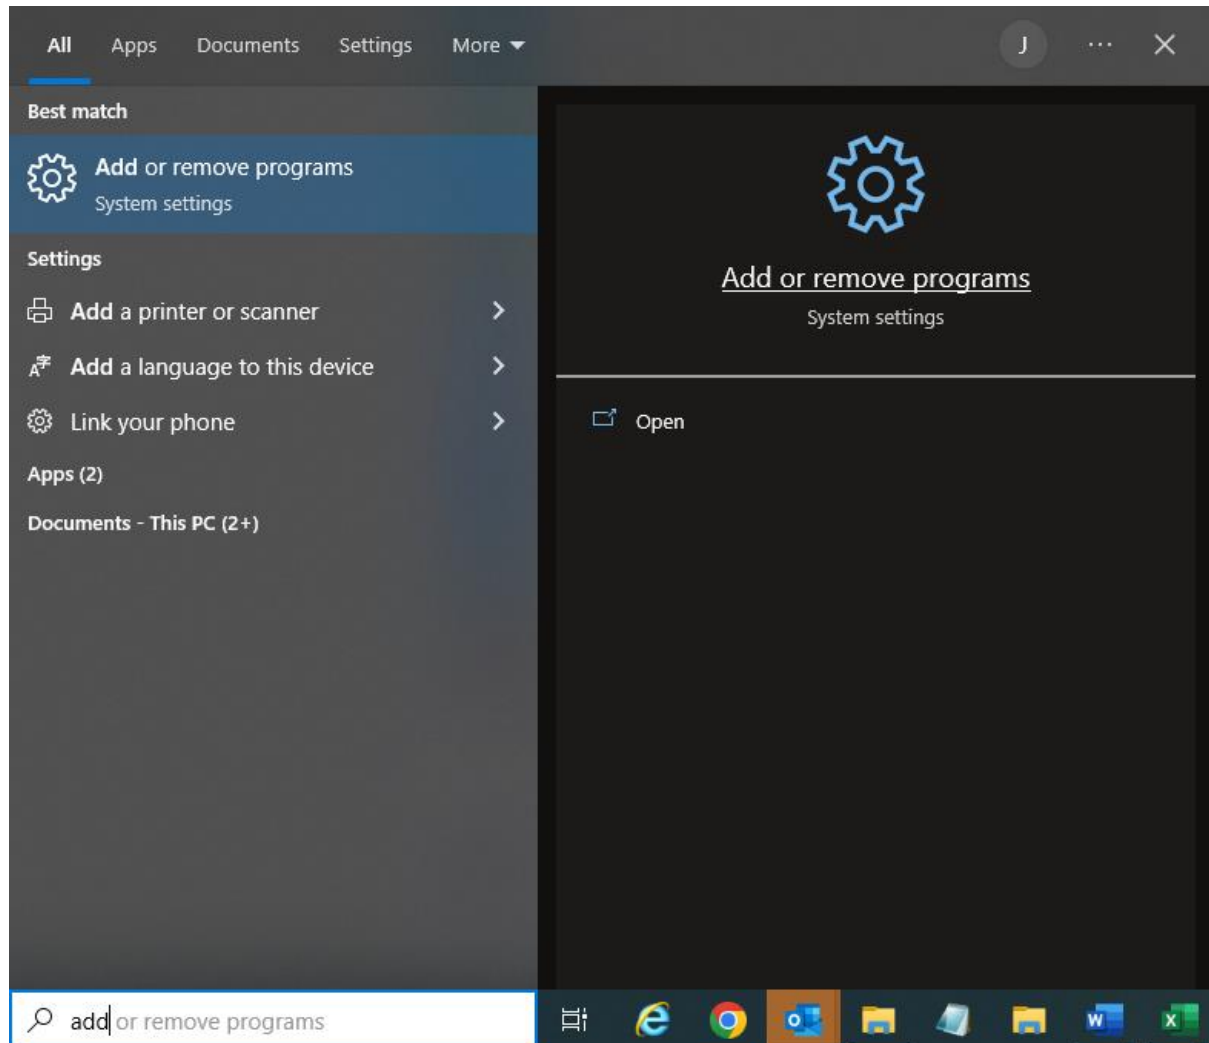 All Apps Documents Settings More J ...
Best match
Add or remove programs
System settings
Settings
Add a printer or scanner
Add a language to this device
Link your phone
Apps (2)
Documents - This PC (2+)
Add or remove programs
System settings
Open
add or remove programs